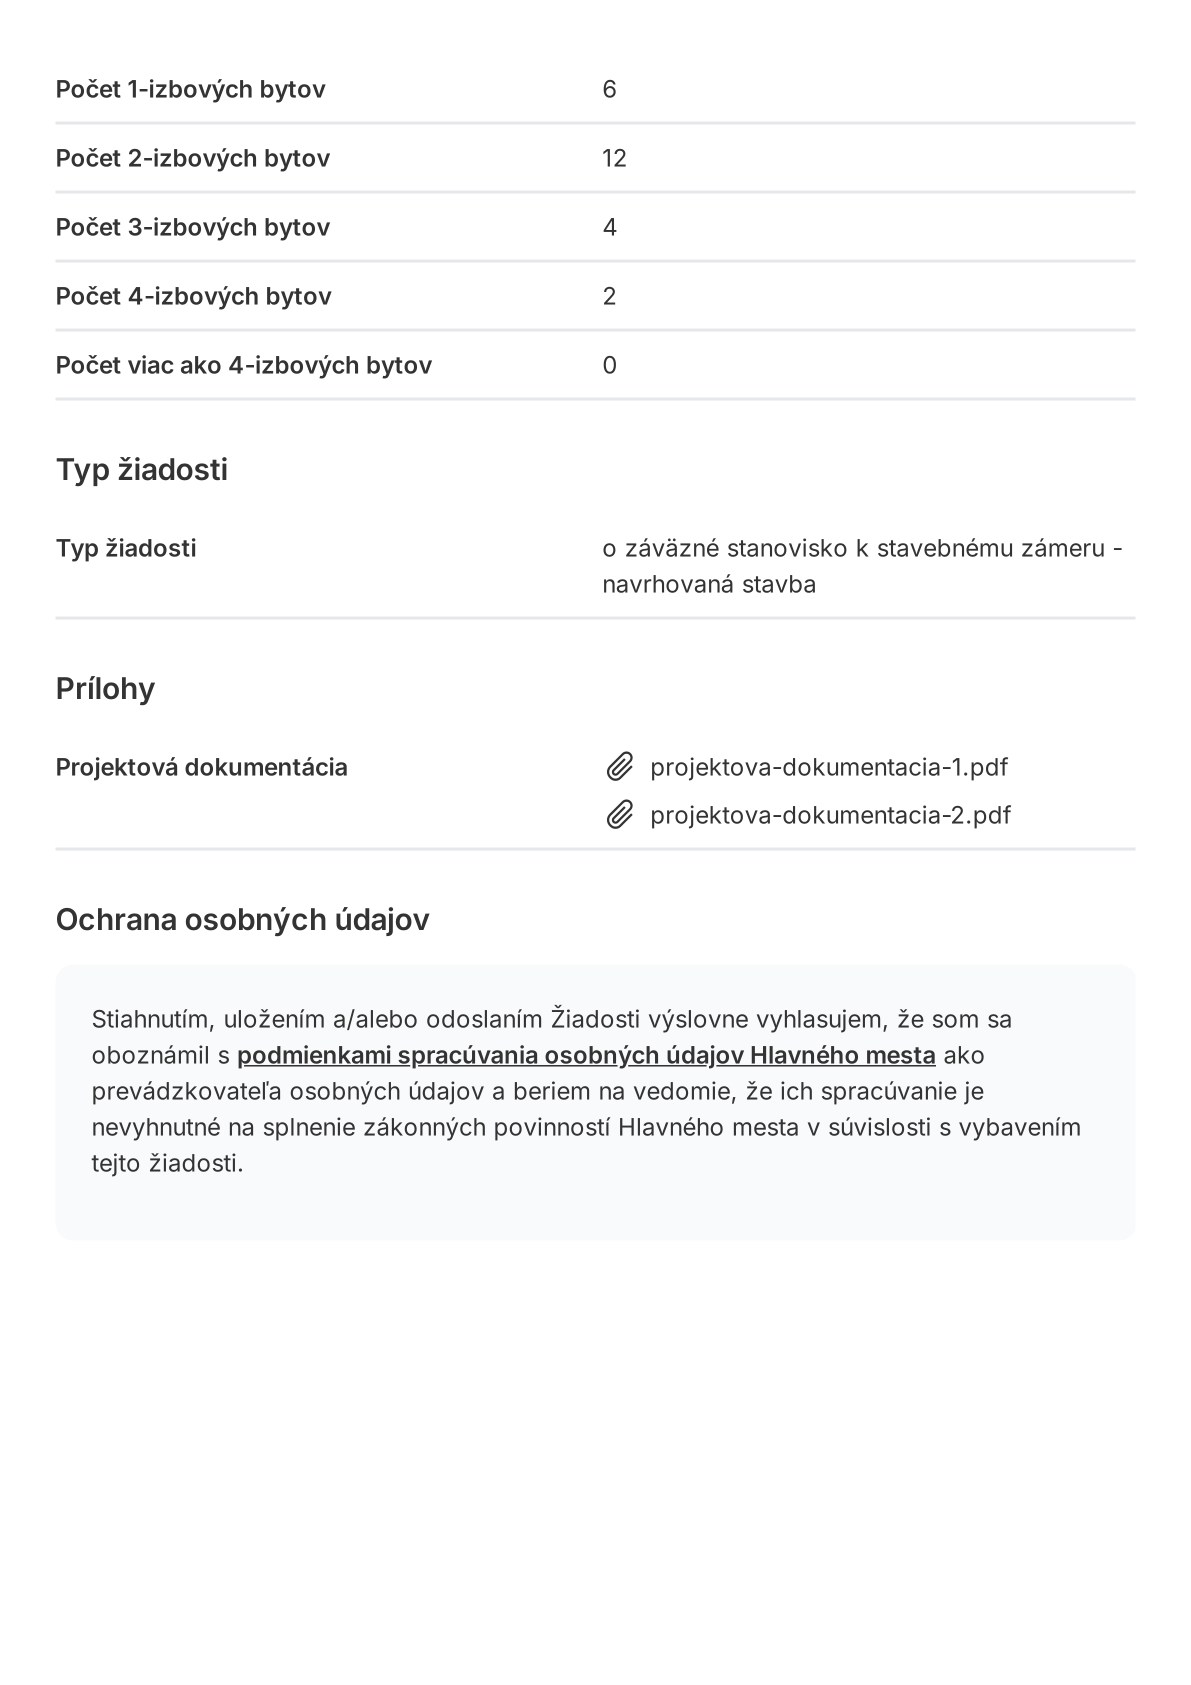 Počet 1-izbových bytov 6
Počet 2-izbových bytov 12
Počet 3-izbových bytov 4
Počet 4-izbových bytov 2
Počet viac ako 4-izbových bytov 0
Typ žiadosti
Typ žiadosti o záväzné stanovisko k stavebnému zámeru -
navrhovaná stavba
Prílohy
Projektová dokumentácia projektova-dokumentacia-1.pdf
projektova-dokumentacia-2.pdf
Ochrana osobných údajov
Stiahnutím, uložením a/alebo odoslaním Žiadosti výslovne vyhlasujem, že som sa
oboznámil s podmienkami spracúvania osobných údajov Hlavného mesta ako
prevádzkovateľa osobných údajov a beriem na vedomie, že ich spracúvanie je
nevyhnutné na splnenie zákonných povinností Hlavného mesta v súvislosti s vybavením
tejto žiadosti.